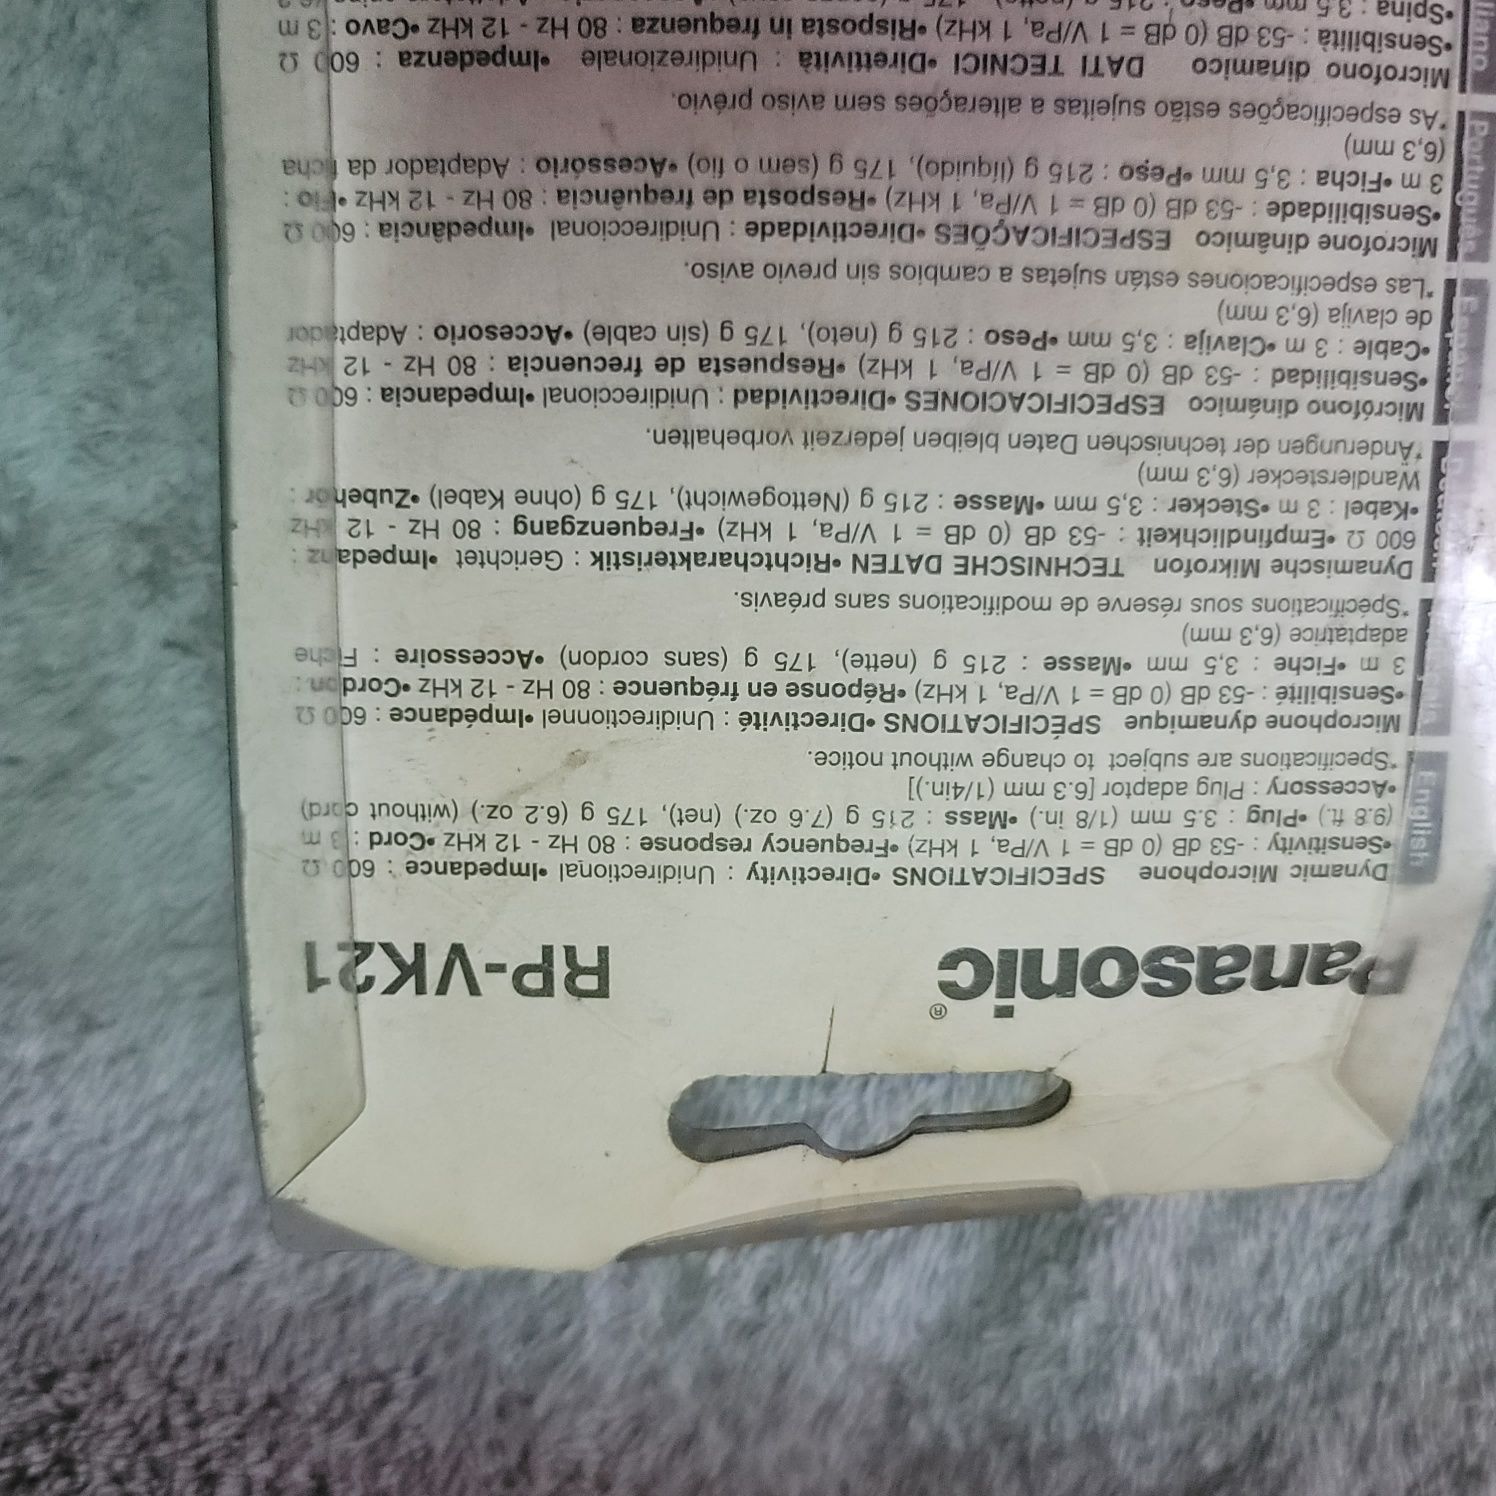 Panasonic® RP-VK21
English
Dynamic Microphone SPECIFICATIONS •Directivity : Unidirectional •Impedance : 600 Ω
•Sensitivity : -53 dB (0 dB = 1 V/Pa, 1 kHz) •Frequency response : 80 Hz - 12 kHz •Cord : 3 m
(9.8 ft.) •Plug : 3.5 mm (1/8 in.) •Mass : 215 g (7.6 oz.) (net), 175 g (6.2 oz.) (without cord)
•Accessory : Plug adaptor [6.3 mm (1/4in.)]
*Specifications are subject to change without notice.
Microphone dynamique SPÉCIFICATIONS •Directivité : Unidirectionnel •Impédance : 600 Ω
•Sensibilité : -53 dB (0 dB = 1 V/Pa, 1 kHz) •Réponse en fréquence : 80 Hz - 12 kHz •Cordon :
3 m •Fiche : 3,5 mm •Masse : 215 g (nette), 175 g (sans cordon) •Accessoire : Fiche
adaptatrice (6,3 mm)
*Spécifications sous réserve de modifications sans préavis.
Dynamische Mikrofon TECHNISCHE DATEN •Richtcharakteristik : Gerichtet •Impedanz :
600 Ω •Empfindlichkeit : -53 dB (0 dB = 1 V/Pa, 1 kHz) •Frequenzgang : 80 Hz - 12 kHz
•Kabel : 3 m •Stecker : 3,5 mm •Masse : 215 g (Nettogewicht), 175 g (ohne Kabel) •Zubehör :
Wandlerstecker (6,3 mm)
*Änderungen der technischen Daten bleiben jederzeit vorbehalten.
Español
Micrófono dinámico ESPECIFICACIONES •Directividad : Unidireccional •Impedancia : 600 Ω
•Sensibilidad : -53 dB (0 dB = 1 V/Pa, 1 kHz) •Respuesta de frecuencia : 80 Hz - 12 kHz
•Cable : 3 m •Clavija : 3,5 mm •Peso : 215 g (neto), 175 g (sin cable) •Accesorio : Adaptador
de clavija (6,3 mm)
*Las especificaciones están sujetas a cambios sin previo aviso.
Português
Microfone dinâmico ESPECIFICAÇÕES •Directividade : Unidireccional •Impedância : 600 Ω
•Sensibilidade : -53 dB (0 dB = 1 V/Pa, 1 kHz) •Resposta de frequência : 80 Hz - 12 kHz •Fio :
3 m •Ficha : 3,5 mm •Peso : 215 g (líquido), 175 g (sem o fio) •Acessório : Adaptador da ficha
(6,3 mm)
*As especificações estão sujeitas a alterações sem aviso prévio.
Microfono dinamico DATI TECNICI •Direttività : Unidirezionale •Impedenza : 600 Ω
•Sensibilità : -53 dB (0 dB = 1 V/Pa, 1 kHz) •Risposta in frequenza : 80 Hz - 12 kHz •Cavo : 3 m
•Spina : 3,5 mm •Peso : 215 g